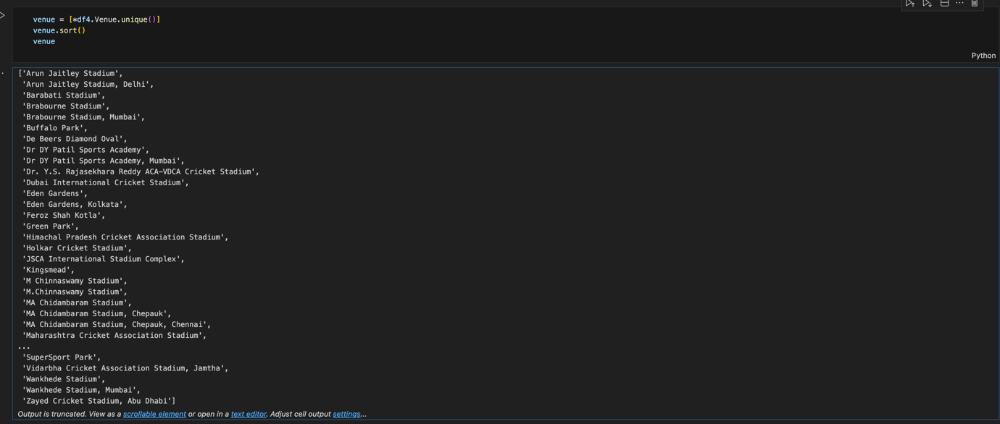 venue = [*df4.Venue.unique()]
venue.sort()
venue
Python
['Arun Jaitley Stadium',
'Arun Jaitley Stadium, Delhi',
'Barabati Stadium',
'Brabourne Stadium',
'Brabourne Stadium, Mumbai',
'Buffalo Park',
'De Beers Diamond Oval',
'Dr DY Patil Sports Academy',
'Dr DY Patil Sports Academy, Mumbai',
'Dr. Y.S. Rajasekhara Reddy ACA-VDCA Cricket Stadium',
'Dubai International Cricket Stadium',
'Eden Gardens',
'Eden Gardens, Kolkata',
'Feroz Shah Kotla',
'Green Park',
'Himachal Pradesh Cricket Association Stadium',
'Holkar Cricket Stadium',
'JSCA International Stadium Complex',
'Kingsmead',
'M Chinnaswamy Stadium',
'M.Chinnaswamy Stadium',
'MA Chidambaram Stadium',
'MA Chidambaram Stadium, Chepauk',
'MA Chidambaram Stadium, Chepauk, Chennai',
'Maharashtra Cricket Association Stadium',
...
'SuperSport Park',
'Vidarbha Cricket Association Stadium, Jamtha',
'Wankhede Stadium',
'Wankhede Stadium, Mumbai',
'Zayed Cricket Stadium, Abu Dhabi']
Output is truncated. View as a scrollable element or open in a text editor. Adjust cell output settings...